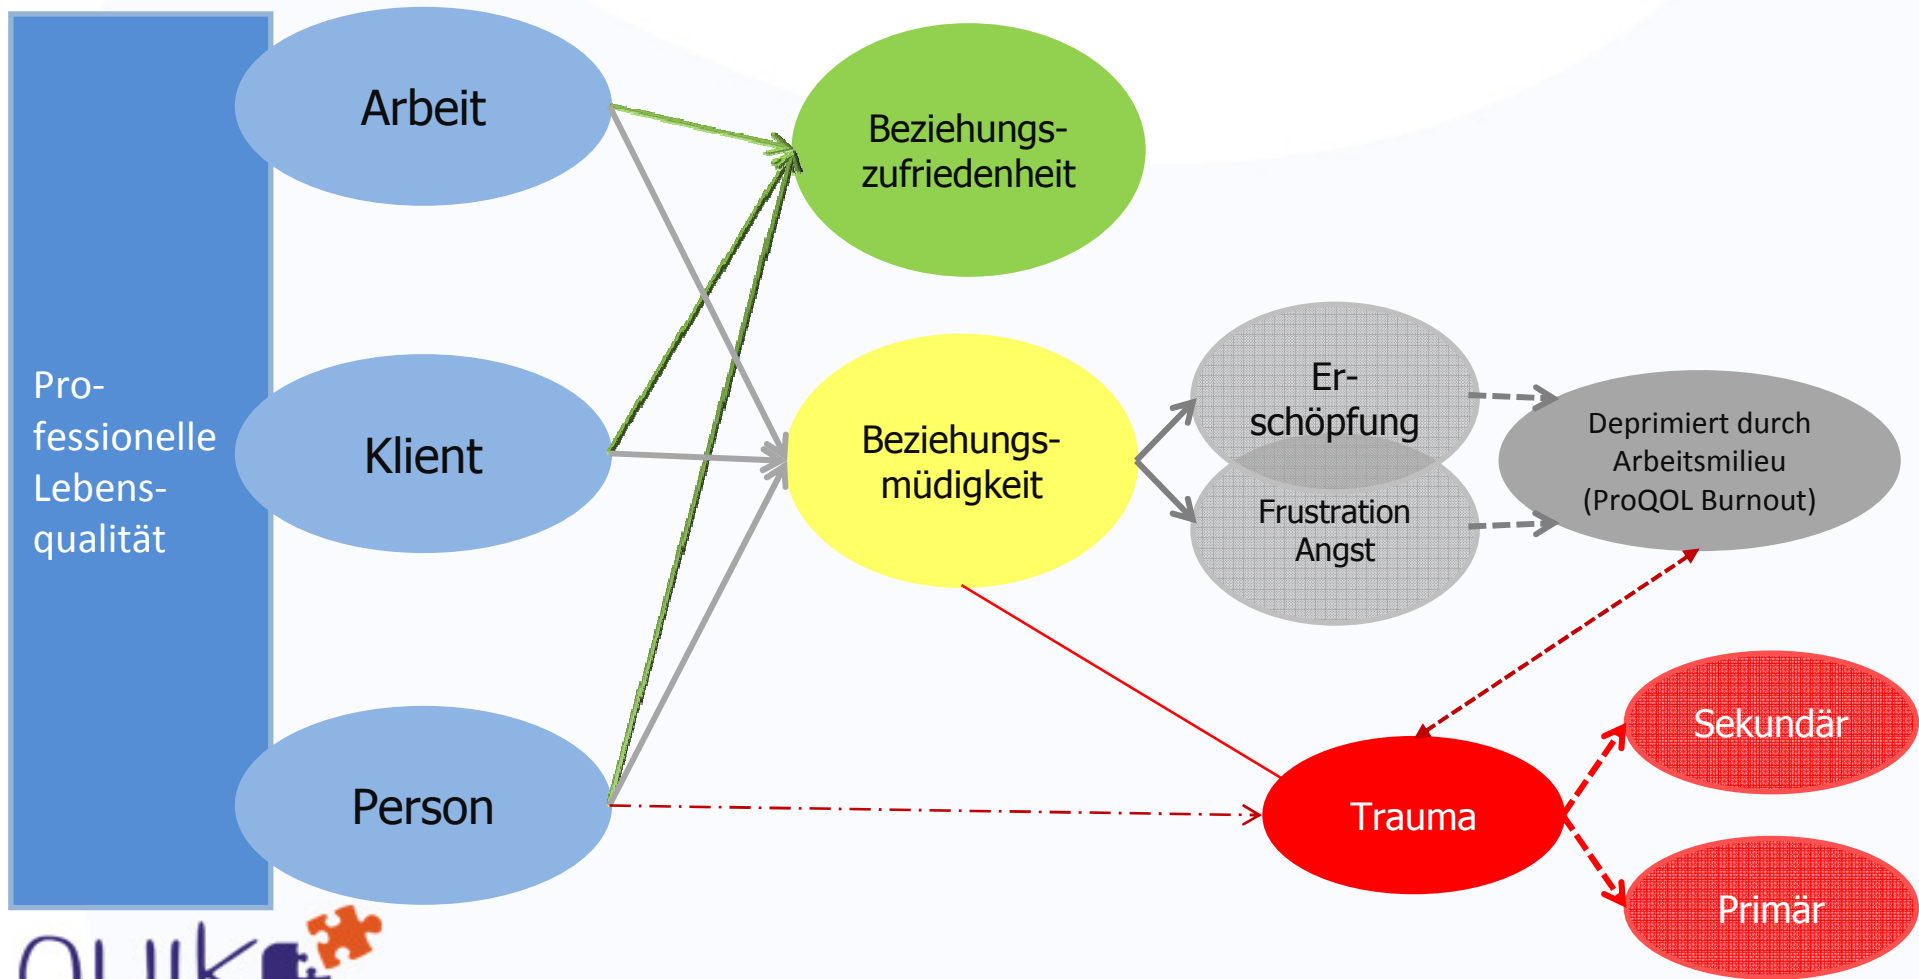 Arbeit
Beziehungs-
zufriedenheit
Pro-
fessionelle
Lebens-
qualität
Klient
Beziehungs-
müdigkeit
Er-
schöpfung
Frustration
Angst
Deprimiert durch
Arbeitsmilieu
(ProQOL Burnout)
Person
Trauma
Sekundär
Primär